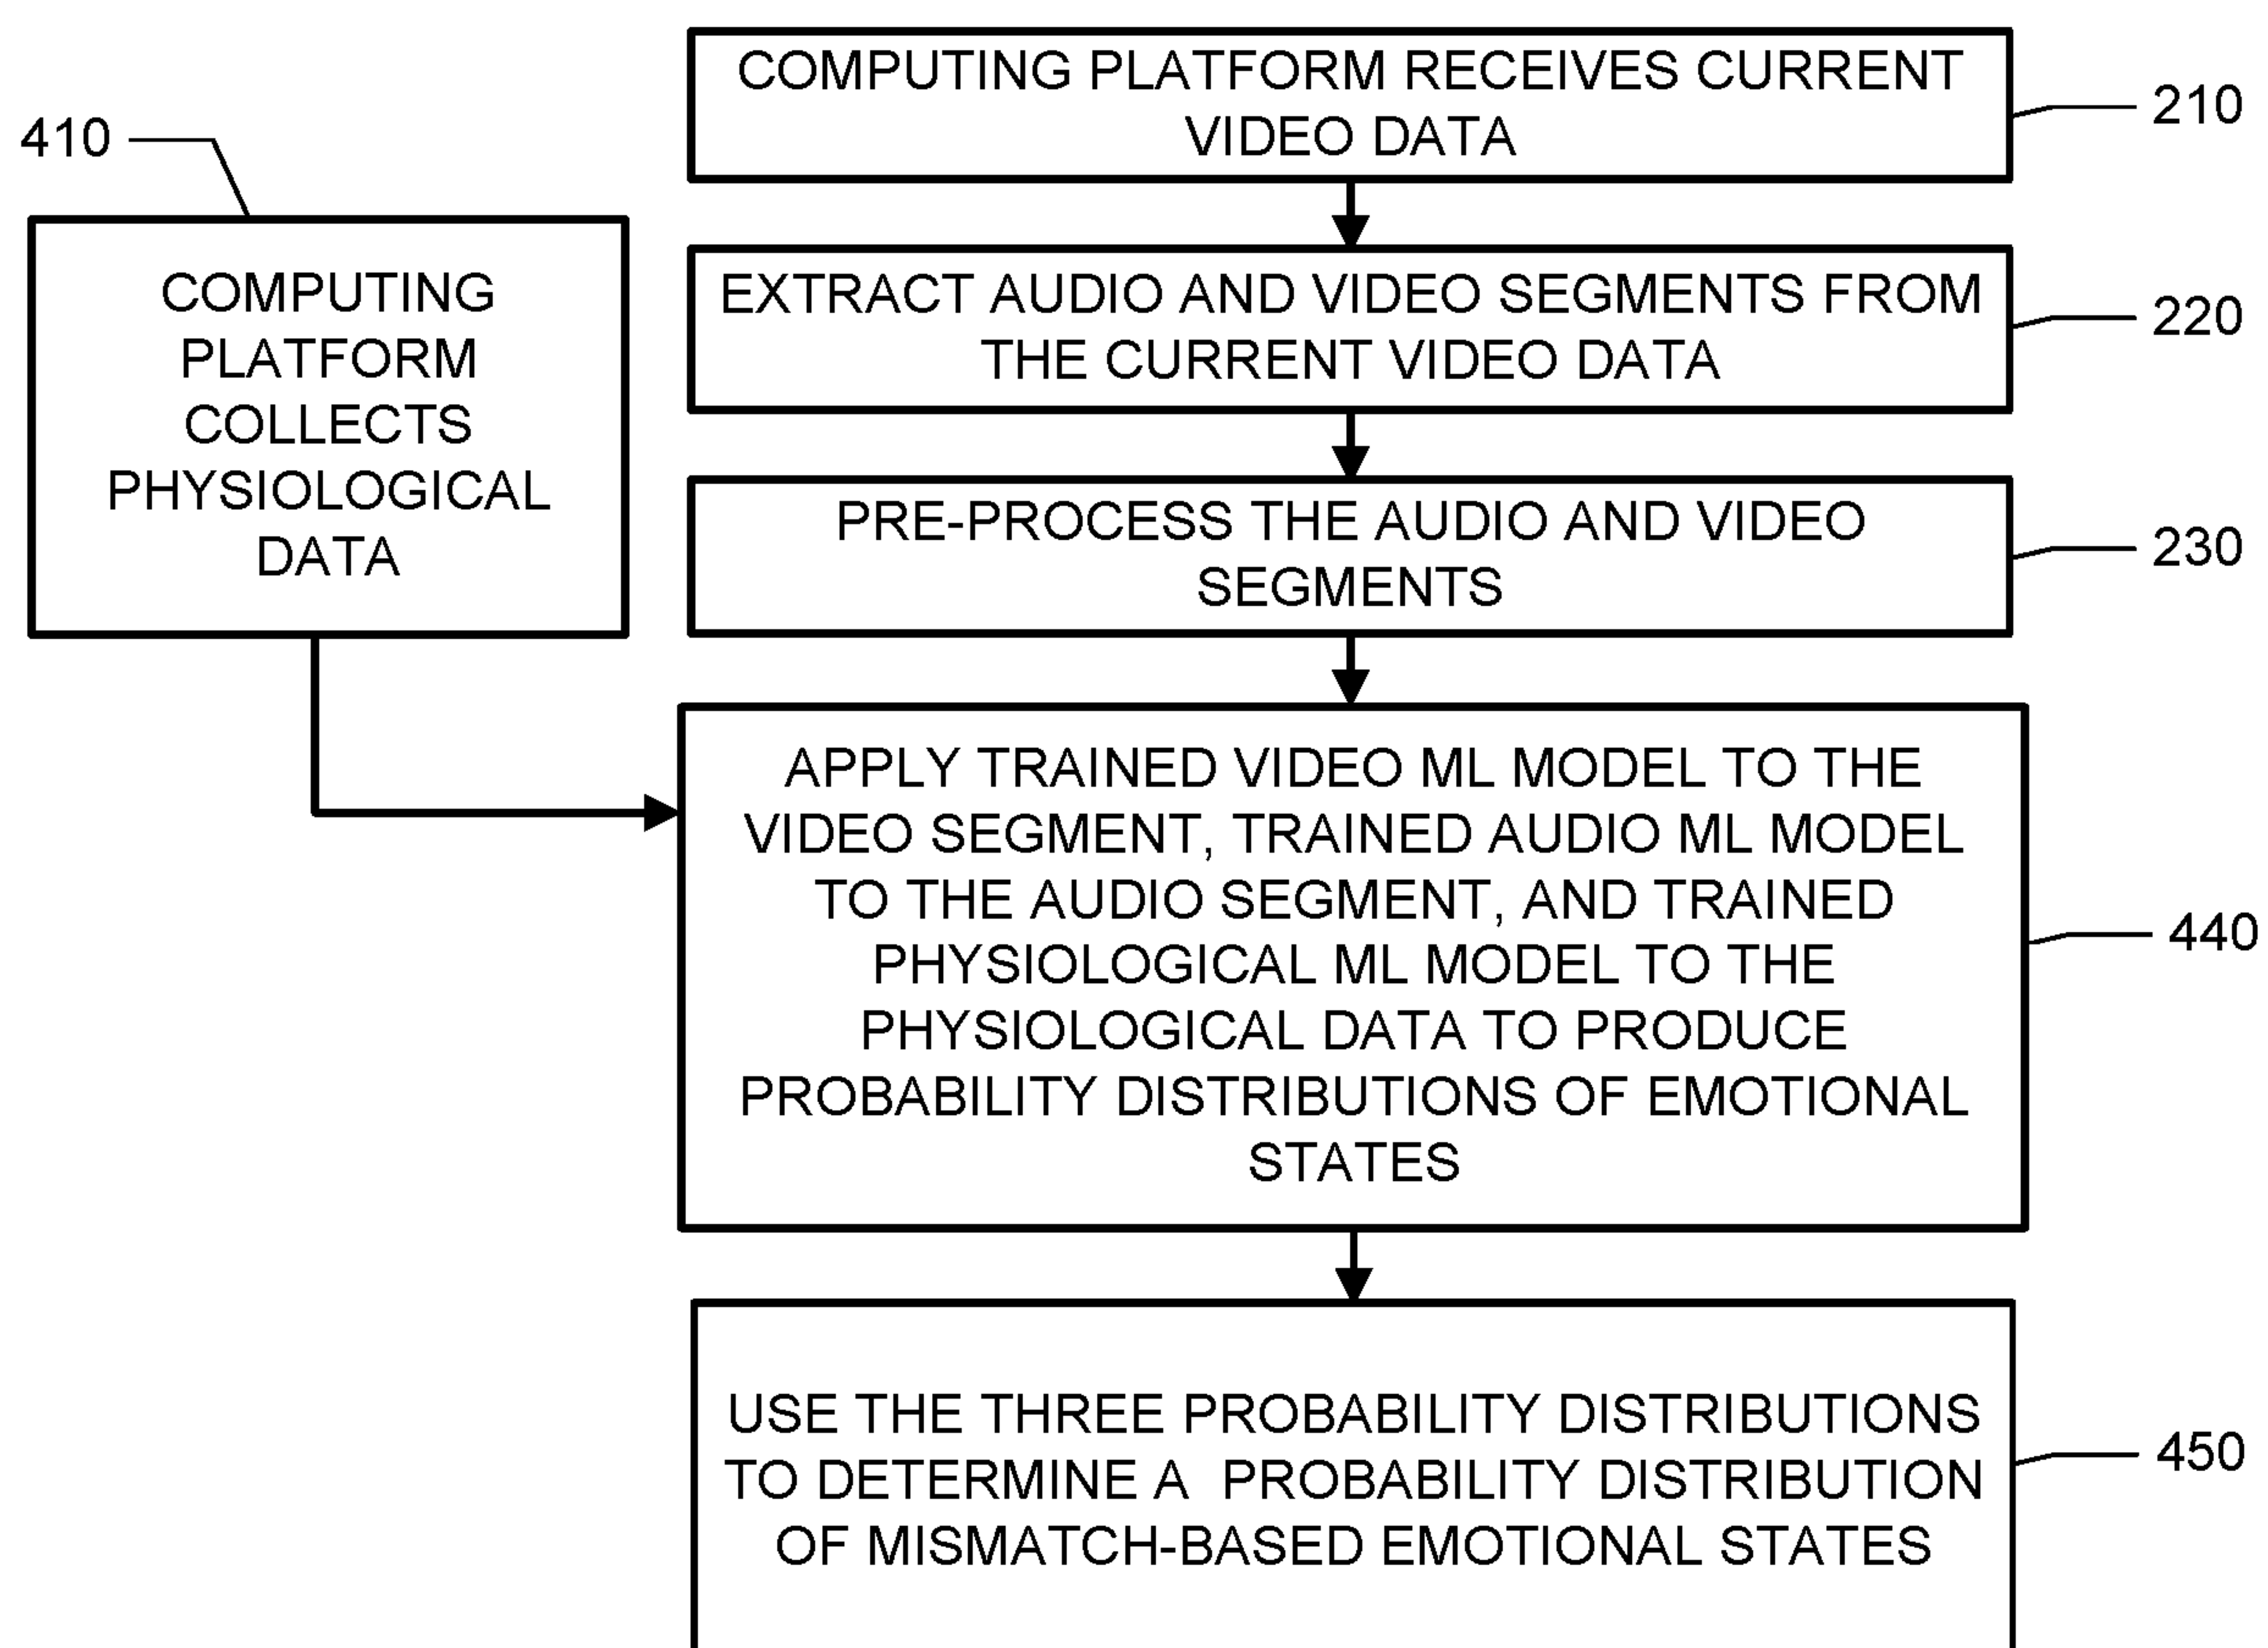 COMPUTING PLATFORM RECEIVES CURRENT
VIDEO DATA
210
410
COMPUTING
PLATFORM
COLLECTS
PHYSIOLOGICAL
DATA
EXTRACT AUDIO AND VIDEO SEGMENTS FROM
THE CURRENT VIDEO DATA
220
PRE-PROCESS THE AUDIO AND VIDEO
SEGMENTS
230
APPLY TRAINED VIDEO ML MODEL TO THE
VIDEO SEGMENT, TRAINED AUDIO ML MODEL
TO THE AUDIO SEGMENT, AND TRAINED
PHYSIOLOGICAL ML MODEL TO THE
PHYSIOLOGICAL DATA TO PRODUCE
PROBABILITY DISTRIBUTIONS OF EMOTIONAL
STATES
440
USE THE THREE PROBABILITY DISTRIBUTIONS
TO DETERMINE A PROBABILITY DISTRIBUTION
OF MISMATCH-BASED EMOTIONAL STATES
450